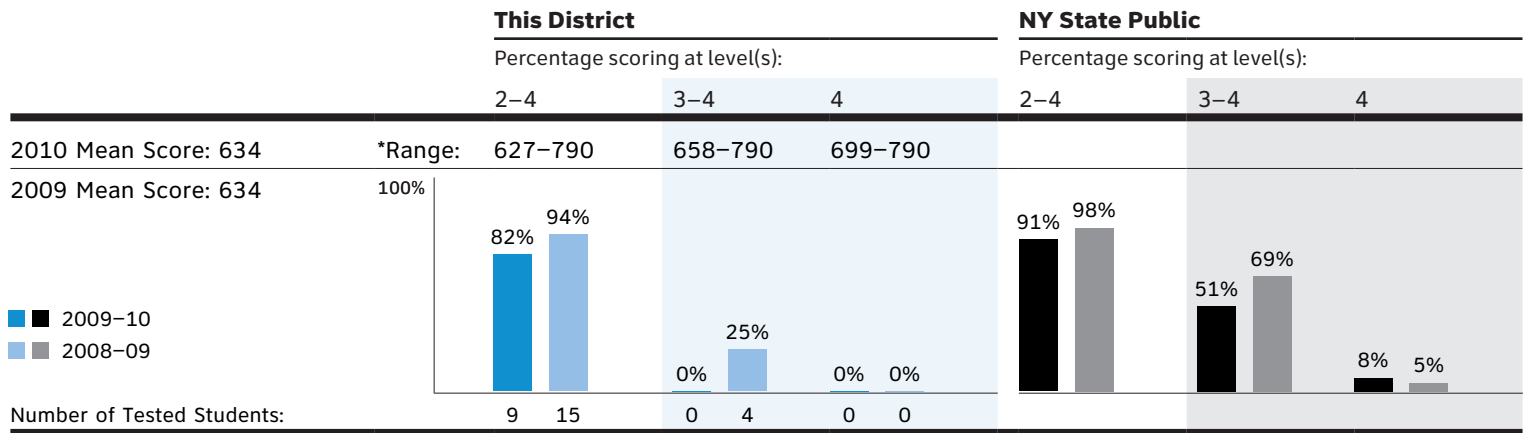 This District NY State Public
Percentage scoring at level(s): Percentage scoring at level(s):
2–4 3–4 4 2–4 3–4 4
2010 Mean Score: 634 *Range: 627–790 658–790 699–790
2009 Mean Score: 634 100%
94% 98%
82% 91%
69%
51%
25%
0% 0% 0% 8% 5%
2009–10
2008–09
Number of Tested Students: 9 15 0 4 0 0